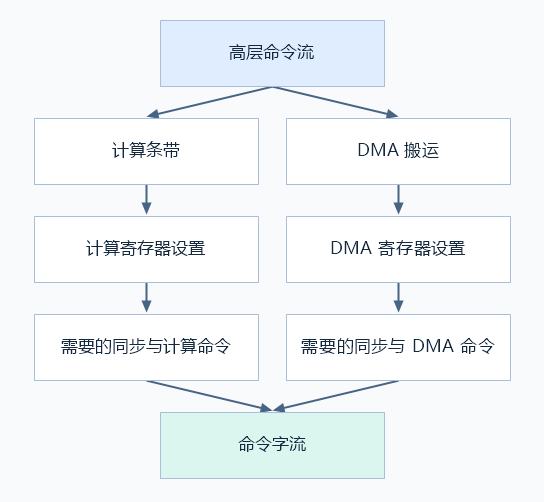 高层命令流
计算条带
DMA 搬运
计算寄存器设置
DMA 寄存器设置
需要的同步与计算命令
需要的同步与 DMA 命令
命令字流